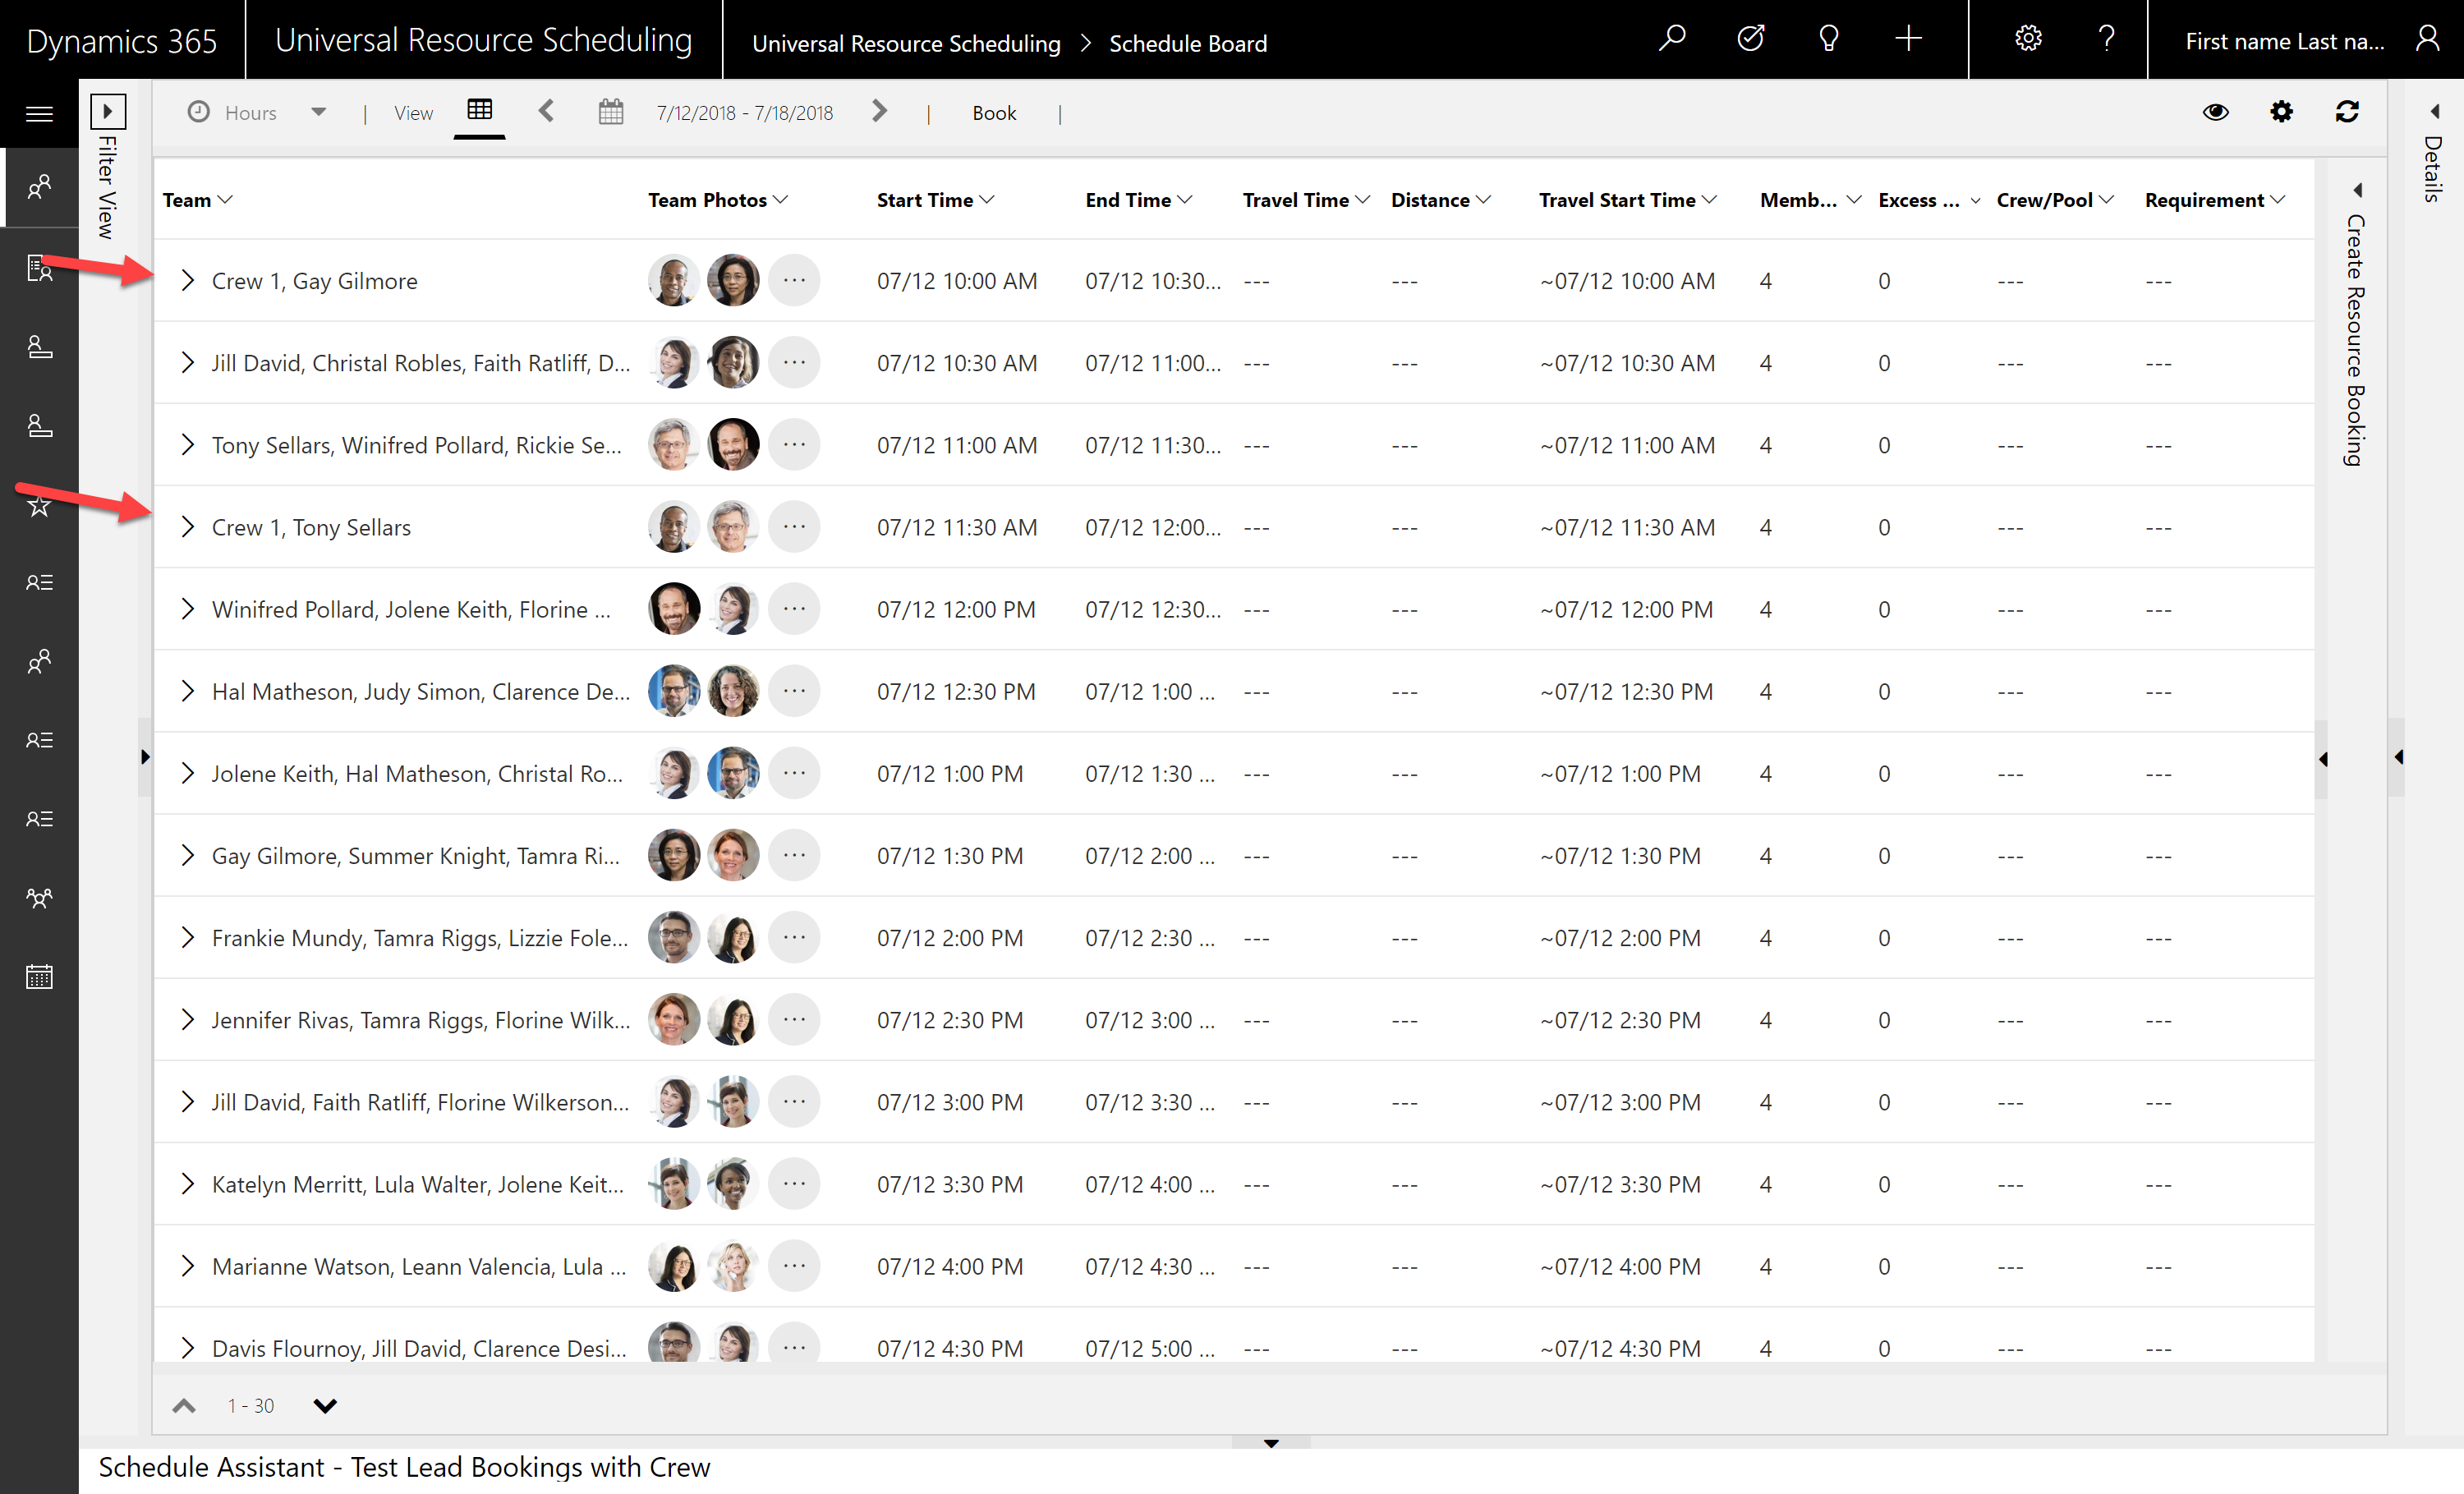 Dynamics 365 Universal Resource Scheduling Universal Resource Scheduling > Schedule Board First name Last na...
Hours | View 7/12/2018 - 7/18/2018 | Book |
Filter View
Details
Create Resource Booking
Team Team Photos Start Time End Time Travel Time Distance Travel Start Time Memb... Excess ... Crew/Pool Requirement
Crew 1, Gay Gilmore ... 07/12 10:00 AM 07/12 10:30... --- --- ~07/12 10:00 AM 4 0 --- ---
Jill David, Christal Robles, Faith Ratliff, D... ... 07/12 10:30 AM 07/12 11:00... --- --- ~07/12 10:30 AM 4 0 --- ---
Tony Sellars, Winifred Pollard, Rickie Se... ... 07/12 11:00 AM 07/12 11:30... --- --- ~07/12 11:00 AM 4 0 --- ---
Crew 1, Tony Sellars ... 07/12 11:30 AM 07/12 12:00... --- --- ~07/12 11:30 AM 4 0 --- ---
Winifred Pollard, Jolene Keith, Florine ... ... 07/12 12:00 PM 07/12 12:30... --- --- ~07/12 12:00 PM 4 0 --- ---
Hal Matheson, Judy Simon, Clarence De... ... 07/12 12:30 PM 07/12 1:00 ... --- --- ~07/12 12:30 PM 4 0 --- ---
Jolene Keith, Hal Matheson, Christal Ro... ... 07/12 1:00 PM 07/12 1:30 ... --- --- ~07/12 1:00 PM 4 0 --- ---
Gay Gilmore, Summer Knight, Tamra Ri... ... 07/12 1:30 PM 07/12 2:00 ... --- --- ~07/12 1:30 PM 4 0 --- ---
Frankie Mundy, Tamra Riggs, Lizzie Fole... ... 07/12 2:00 PM 07/12 2:30 ... --- --- ~07/12 2:00 PM 4 0 --- ---
Jennifer Rivas, Tamra Riggs, Florine Wilk... ... 07/12 2:30 PM 07/12 3:00 ... --- --- ~07/12 2:30 PM 4 0 --- ---
Jill David, Faith Ratliff, Florine Wilkerson... ... 07/12 3:00 PM 07/12 3:30 ... --- --- ~07/12 3:00 PM 4 0 --- ---
Katelyn Merritt, Lula Walter, Jolene Keit... ... 07/12 3:30 PM 07/12 4:00 ... --- --- ~07/12 3:30 PM 4 0 --- ---
Marianne Watson, Leann Valencia, Lula ... ... 07/12 4:00 PM 07/12 4:30 ... --- --- ~07/12 4:00 PM 4 0 --- ---
Davis Flournoy, Jill David, Clarence Desi... ... 07/12 4:30 PM 07/12 5:00 ... --- --- ~07/12 4:30 PM 4 0 --- ---
1 - 30
Schedule Assistant - Test Lead Bookings with Crew